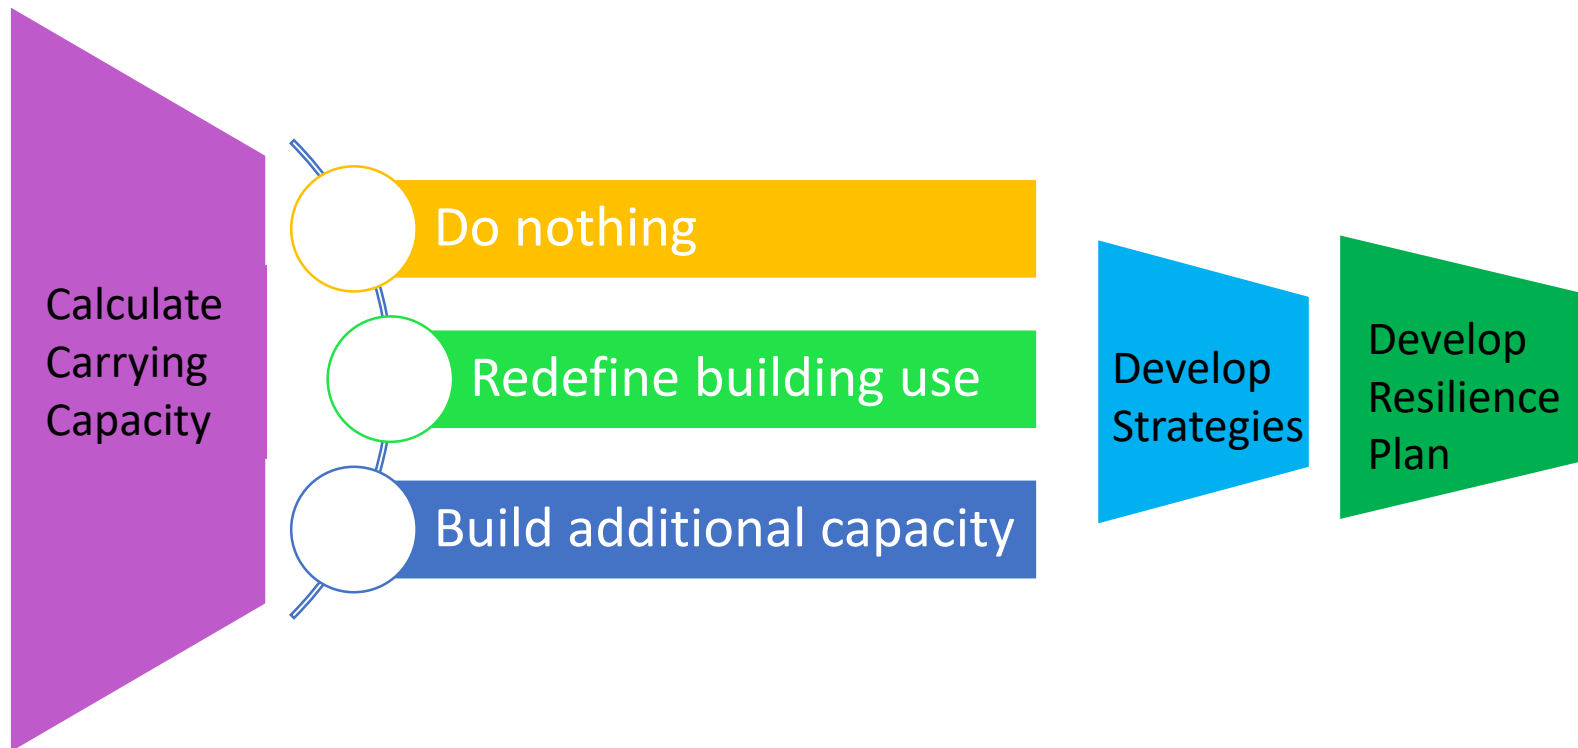 Calculate
Carrying
Capacity
Do nothing
Redefine building use
Build additional capacity
Develop
Strategies
Develop
Resilience
Plan